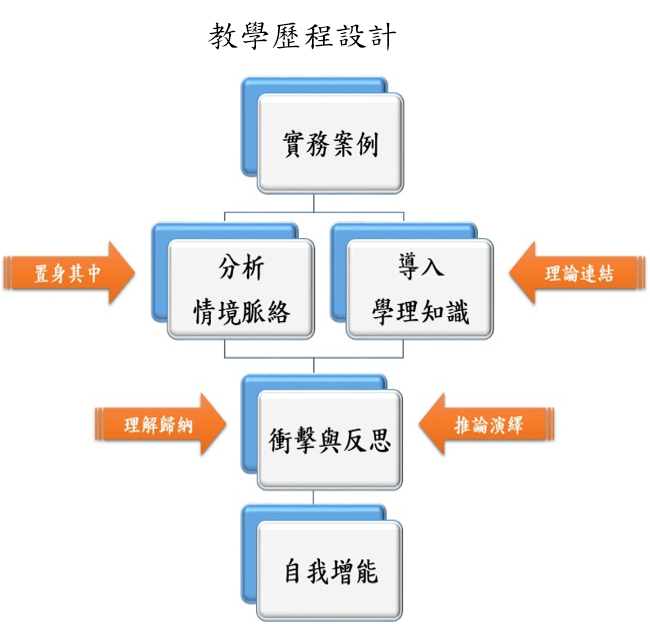 教學歷程設計
實務案例
置身其中
分析
情境脈絡
導入
學理知識
理論連結
理解歸納
衝擊與反思
推論演繹
自我增能